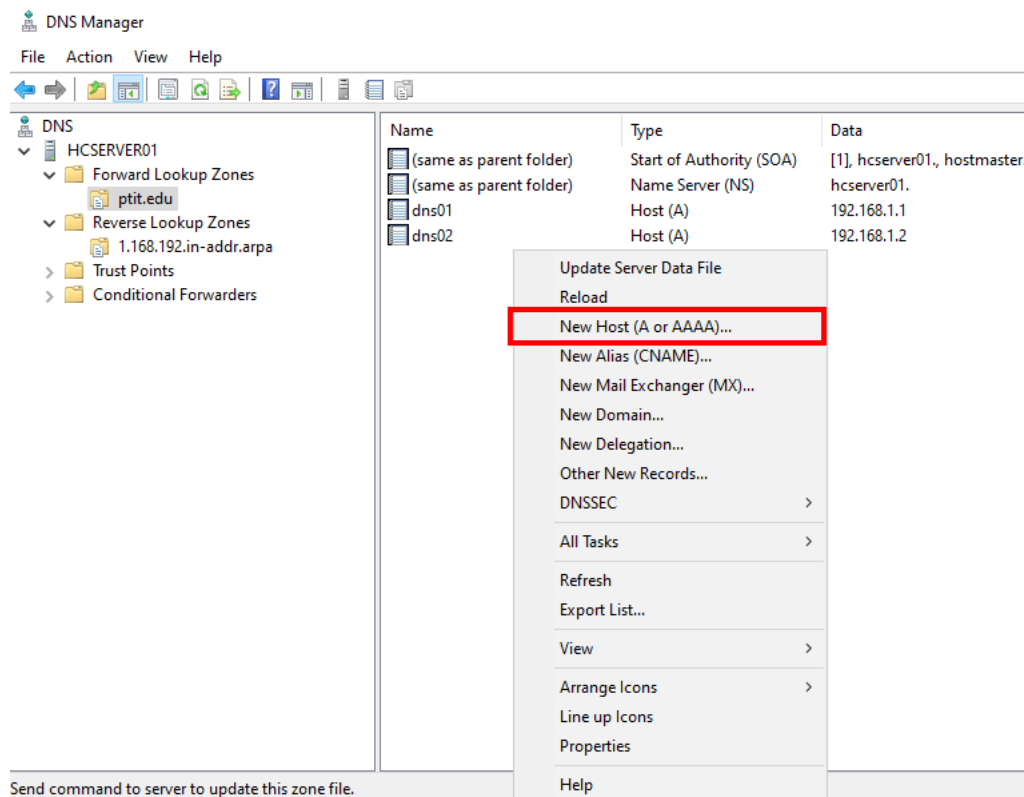 DNS Manager
File Action View Help
DNS
HCSERVER01
Forward Lookup Zones
ptit.edu
Reverse Lookup Zones
1.168.192.in-addr.arpa
Trust Points
Conditional Forwarders
Name Type Data
(same as parent folder) Start of Authority (SOA) [1], hcserver01., hostmaster.
(same as parent folder) Name Server (NS) hcserver01.
dns01 Host (A) 192.168.1.1
dns02 Host (A) 192.168.1.2
Update Server Data File
Reload
New Host (A or AAAA)...
New Alias (CNAME)...
New Mail Exchanger (MX)...
New Domain...
New Delegation...
Other New Records...
DNSSEC
All Tasks
Refresh
Export List...
View
Arrange Icons
Line up Icons
Properties
Help
Send command to server to update this zone file.